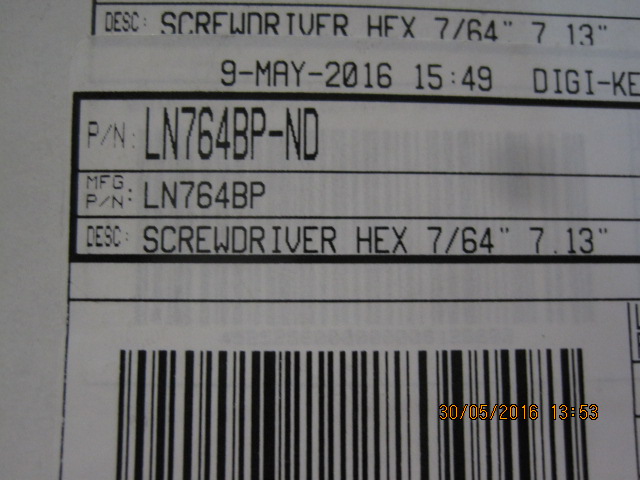 DESC: SCREWDRIVER HEX 7/64" 7.13"
9-MAY-2016 15:49 DIGI-KE
P/N: LN764BP-ND
MFG P/N: LN764BP
DESC: SCREWDRIVER HEX 7/64" 7.13"
30/05/2016 13:53